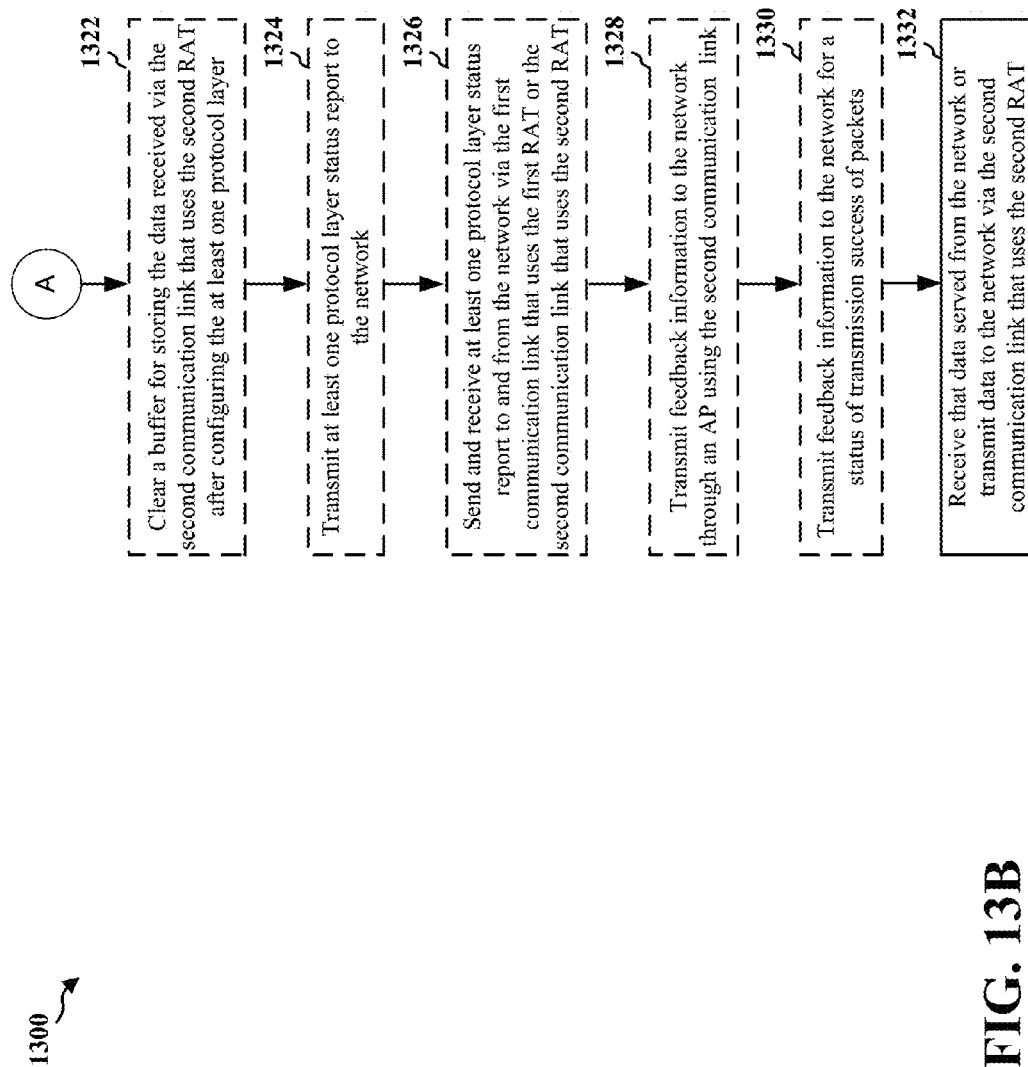 1300
A
1322
Clear a buffer for storing the data received via the
second communication link that uses the second RAT
after configuring the at least one protocol layer
1324
Transmit at least one protocol layer status report to
the network
1326
Send and receive at least one protocol layer status
report to and from the network via the first
communication link that uses the first RAT or the
second communication link that uses the second RAT
1328
Transmit feedback information to the network
through an AP using the second communication link
1330
Transmit feedback information to the network for a
status of transmission success of packets
1332
Receive that data served from the network or
transmit data to the network via the second
communication link that uses the second RAT
FIG. 13B